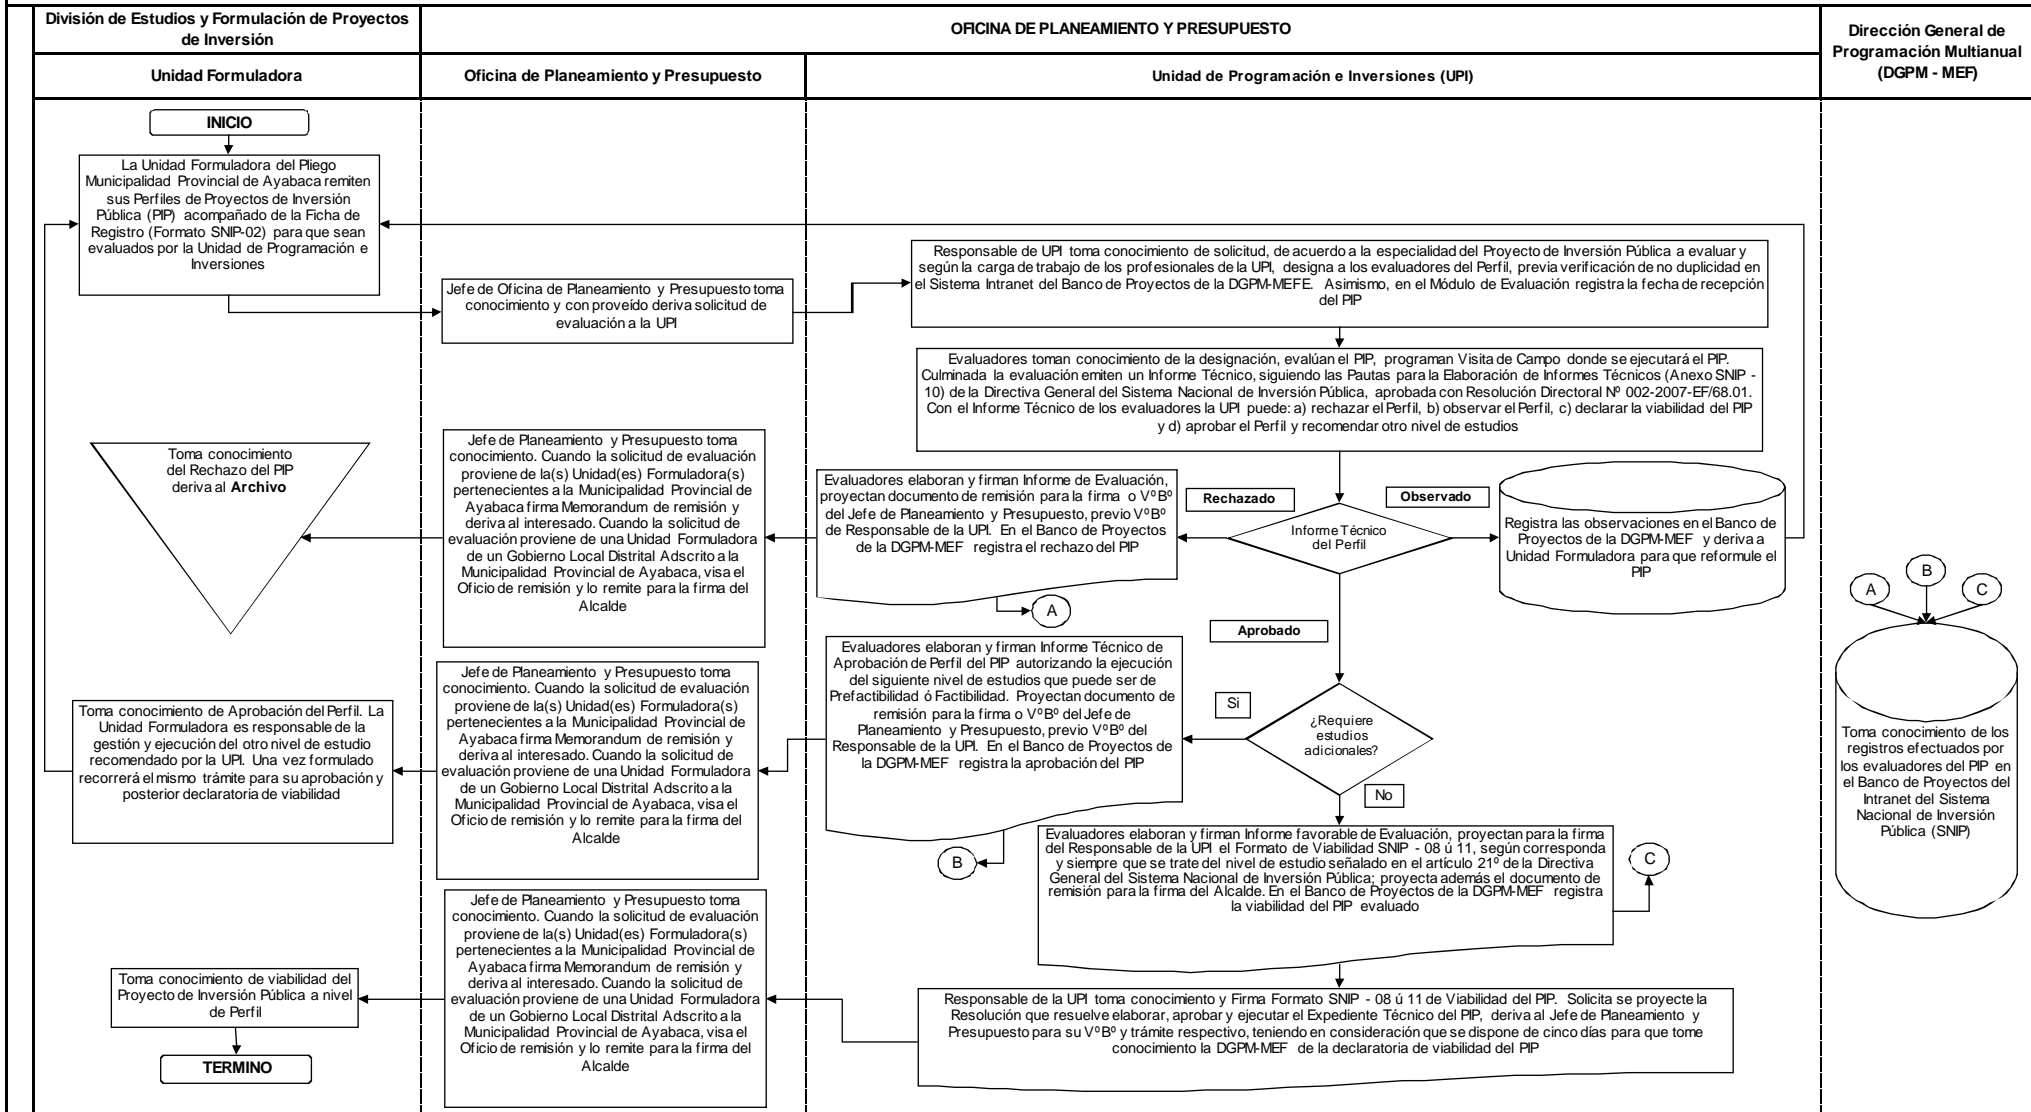 División de Estudios y Formulación de Proyectos
de Inversión
OFICINA DE PLANEAMIENTO Y PRESUPUESTO
Dirección General de
Programación Multianual
(DGPM - MEF)
Unidad Formuladora
Oficina de Planeamiento y Presupuesto
Unidad de Programación e Inversiones (UPI)
INICIO
La Unidad Formuladora del Pliego
Municipalidad Provincial de Ayabaca remiten
sus Perfiles de Proyectos de Inversión
Pública (PIP) acompañado de la Ficha de
Registro (Formato SNIP-02) para que sean
evaluados por la Unidad de Programación e
Inversiones
Jefe de Oficina de Planeamiento y Presupuesto toma
conocimiento y con proveído deriva solicitud de
evaluación a la UPI
Responsable de UPI toma conocimiento de solicitud, de acuerdo a la especialidad del Proyecto de Inversión Pública a evaluar y
según la carga de trabajo de los profesionales de la UPI, designa a los evaluadores del Perfil, previa verificación de no duplicidad en
el Sistema Intranet del Banco de Proyectos de la DGPM-MEFE. Asimismo, en el Módulo de Evaluación registra la fecha de recepción
del PIP
Evaluadores toman conocimiento de la designación, evalúan el PIP, programan Visita de Campo donde se ejecutará el PIP.
Culminada la evaluación emiten un Informe Técnico, siguiendo las Pautas para la Elaboración de Informes Técnicos (Anexo SNIP -
10) de la Directiva General del Sistema Nacional de Inversión Pública, aprobada con Resolución Directoral Nº 002-2007-EF/68.01.
Con el Informe Técnico de los evaluadores la UPI puede: a) rechazar el Perfil, b) observar el Perfil, c) declarar la viabilidad del PIP
y d) aprobar el Perfil y recomendar otro nivel de estudios
Toma conocimiento
del Rechazo del PIP
deriva al Archivo
Jefe de Planeamiento y Presupuesto toma
conocimiento. Cuando la solicitud de evaluación
proviene de la(s) Unidad(es) Formuladora(s)
pertenecientes a la Municipalidad Provincial de
Ayabaca firma Memorandum de remisión y
deriva al interesado. Cuando la solicitud de
evaluación proviene de una Unidad Formuladora
de un Gobierno Local Distrital Adscrito a la
Municipalidad Provincial de Ayabaca, visa el
Oficio de remisión y lo remite para la firma del
Alcalde
Evaluadores elaboran y firman Informe de Evaluación,
proyectan documento de remisión para la firma o VºBº
del Jefe de Planeamiento y Presupuesto, previo VºBº
de Responsable de la UPI. En el Banco de Proyectos
de la DGPM-MEF registra el rechazo del PIP
A
Rechazado
Observado
Informe Técnico
del Perfil
Registra las observaciones en el Banco de
Proyectos de la DGPM-MEF y deriva a
Unidad Formuladora para que reformule el
PIP
Aprobado
A
B
C
Toma conocimiento de los
registros efectuados por
los evaluadores del PIP en
el Banco de Proyectos del
Intranet del Sistema
Nacional de Inversión
Pública (SNIP)
Toma conocimiento de Aprobación del Perfil. La
Unidad Formuladora es responsable de la
gestión y ejecución del otro nivel de estudio
recomendado por la UPI. Una vez formulado
recorrerá el mismo trámite para su aprobación y
posterior declaratoria de viabilidad
Jefe de Planeamiento y Presupuesto toma
conocimiento. Cuando la solicitud de evaluación
proviene de la(s) Unidad(es) Formuladora(s)
pertenecientes a la Municipalidad Provincial de
Ayabaca firma Memorandum de remisión y
deriva al interesado. Cuando la solicitud de
evaluación proviene de una Unidad Formuladora
de un Gobierno Local Distrital Adscrito a la
Municipalidad Provincial de Ayabaca, visa el
Oficio de remisión y lo remite para la firma del
Alcalde
Evaluadores elaboran y firman Informe Técnico de
Aprobación de Perfil del PIP autorizando la ejecución
del siguiente nivel de estudios que puede ser de
Prefactibilidad ó Factibilidad. Proyectan documento de
remisión para la firma o VºBº del Jefe de
Planeamiento y Presupuesto, previo VºBº del
Responsable de la UPI. En el Banco de Proyectos de
la DGPM-MEF registra la aprobación del PIP
Si
¿Requiere
estudios
adicionales?
No
B
Evaluadores elaboran y firman Informe favorable de Evaluación, proyectan para la firma
del Responsable de la UPI el Formato de Viabilidad SNIP - 08 ú 11, según corresponda
y siempre que se trate del nivel de estudio señalado en el artículo 21º de la Directiva
General del Sistema Nacional de Inversión Pública; proyecta además el documento de
remisión para la firma del Alcalde. En el Banco de Proyectos de la DGPM-MEF registra
la viabilidad del PIP evaluado
C
Toma conocimiento de viabilidad del
Proyecto de Inversión Pública a nivel
de Perfil
TERMINO
Jefe de Planeamiento y Presupuesto toma
conocimiento. Cuando la solicitud de evaluación
proviene de la(s) Unidad(es) Formuladora(s)
pertenecientes a la Municipalidad Provincial de
Ayabaca firma Memorandum de remisión y
deriva al interesado. Cuando la solicitud de
evaluación proviene de una Unidad Formuladora
de un Gobierno Local Distrital Adscrito a la
Municipalidad Provincial de Ayabaca, visa el
Oficio de remisión y lo remite para la firma del
Alcalde
Responsable de la UPI toma conocimiento y Firma Formato SNIP - 08 ú 11 de Viabilidad del PIP. Solicita se proyecte la
Resolución que resuelve elaborar, aprobar y ejecutar el Expediente Técnico del PIP, deriva al Jefe de Planeamiento y
Presupuesto para su VºBº y trámite respectivo, teniendo en consideración que se dispone de cinco días para que tome
conocimiento la DGPM-MEF de la declaratoria de viabilidad del PIP